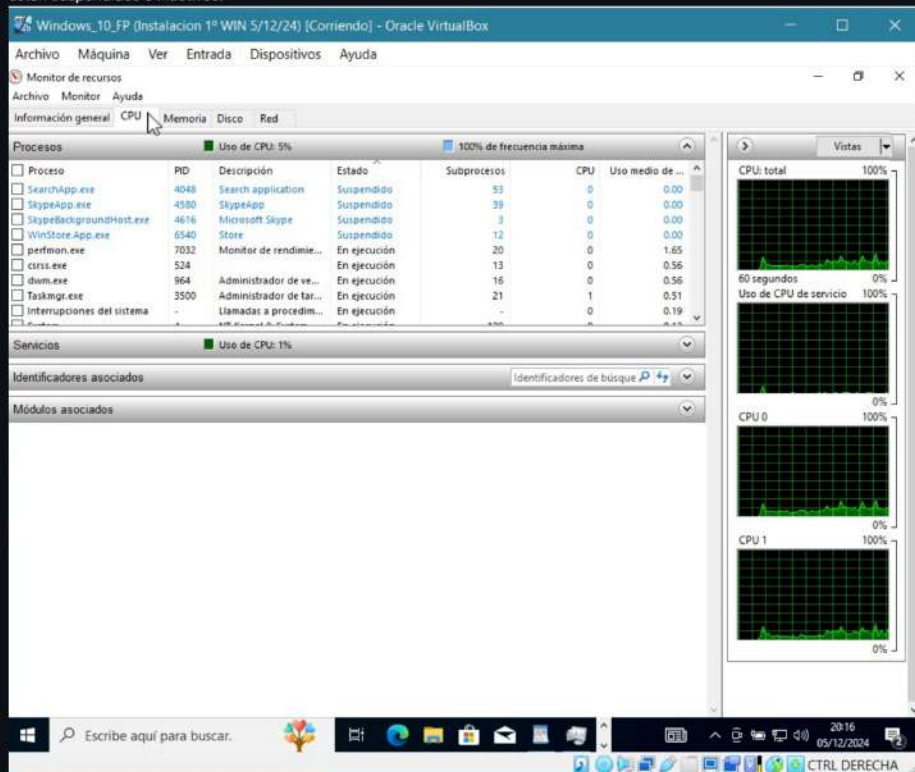 Windows_10_FP (Instalacion 1º WIN 5/12/24) [Corriendo] - Oracle VirtualBox
Archivo Máquina Ver Entrada Dispositivos Ayuda
Monitor de recursos
Archivo Monitor Ayuda
Información general CPU Memoria Disco Red
Procesos Uso de CPU: 5% 100% de frecuencia máxima
Proceso PID Descripción Estado Subprocesos CPU Uso medio de ...
SearchApp.exe 4048 Search application Suspendido 53 0 0.00
SkypeApp.exe 4580 SkypeApp Suspendido 39 0 0.00
SkypeBackgroundHost.exe 4616 Microsoft Skype Suspendido 3 0 0.00
WinStore.App.exe 6540 Store Suspendido 12 0 0.00
perfmon.exe 7032 Monitor de rendimie... En ejecución 20 0 1.65
csrss.exe 524 En ejecución 13 0 0.56
dwm.exe 964 Administrador de ve... En ejecución 16 0 0.56
Taskmgr.exe 3500 Administrador de tar... En ejecución 21 1 0.51
Interrupciones del sistema - Llamadas a procedim... En ejecución - 0 0.19
Servicios Uso de CPU: 1%
Identificadores asociados Identificadores de búsque
Módulos asociados
Vistas
CPU: total 100%
60 segundos 0%
Uso de CPU de servicio 100%
0%
CPU 0 100%
0%
CPU 1 100%
0%
Escribe aquí para buscar.
20:16
05/12/2024
2
CTRL DERECHA